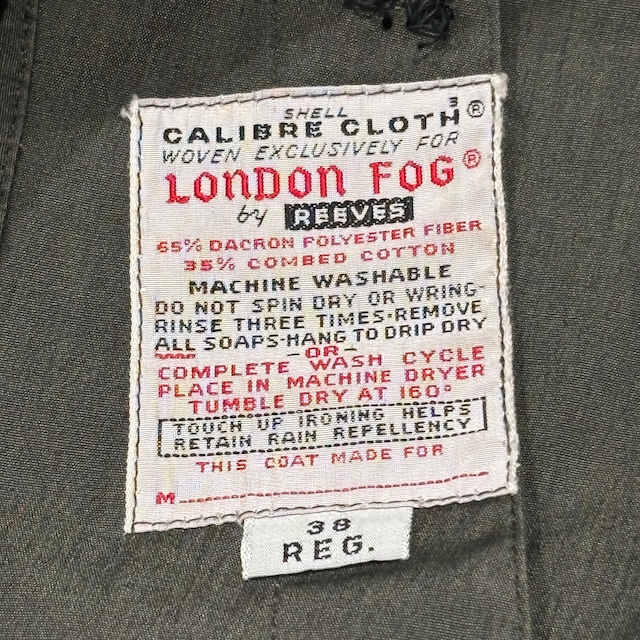 SHELL
CALIBRE CLOTH³®
WOVEN EXCLUSIVELY FOR
LONDON FOG®
by REEVES
65% DACRON POLYESTER FIBER
35% COMBED COTTON
MACHINE WASHABLE
DO NOT SPIN DRY OR WRING-
RINSE THREE TIMES·REMOVE
ALL SOAPS-HANG TO DRIP DRY
-OR-
COMPLETE WASH CYCLE
PLACE IN MACHINE DRYER
TUMBLE DRY AT 160°
TOUCH UP IRONING HELPS
RETAIN RAIN REPELLENCY
THIS COAT MADE FOR
M
38
REG.